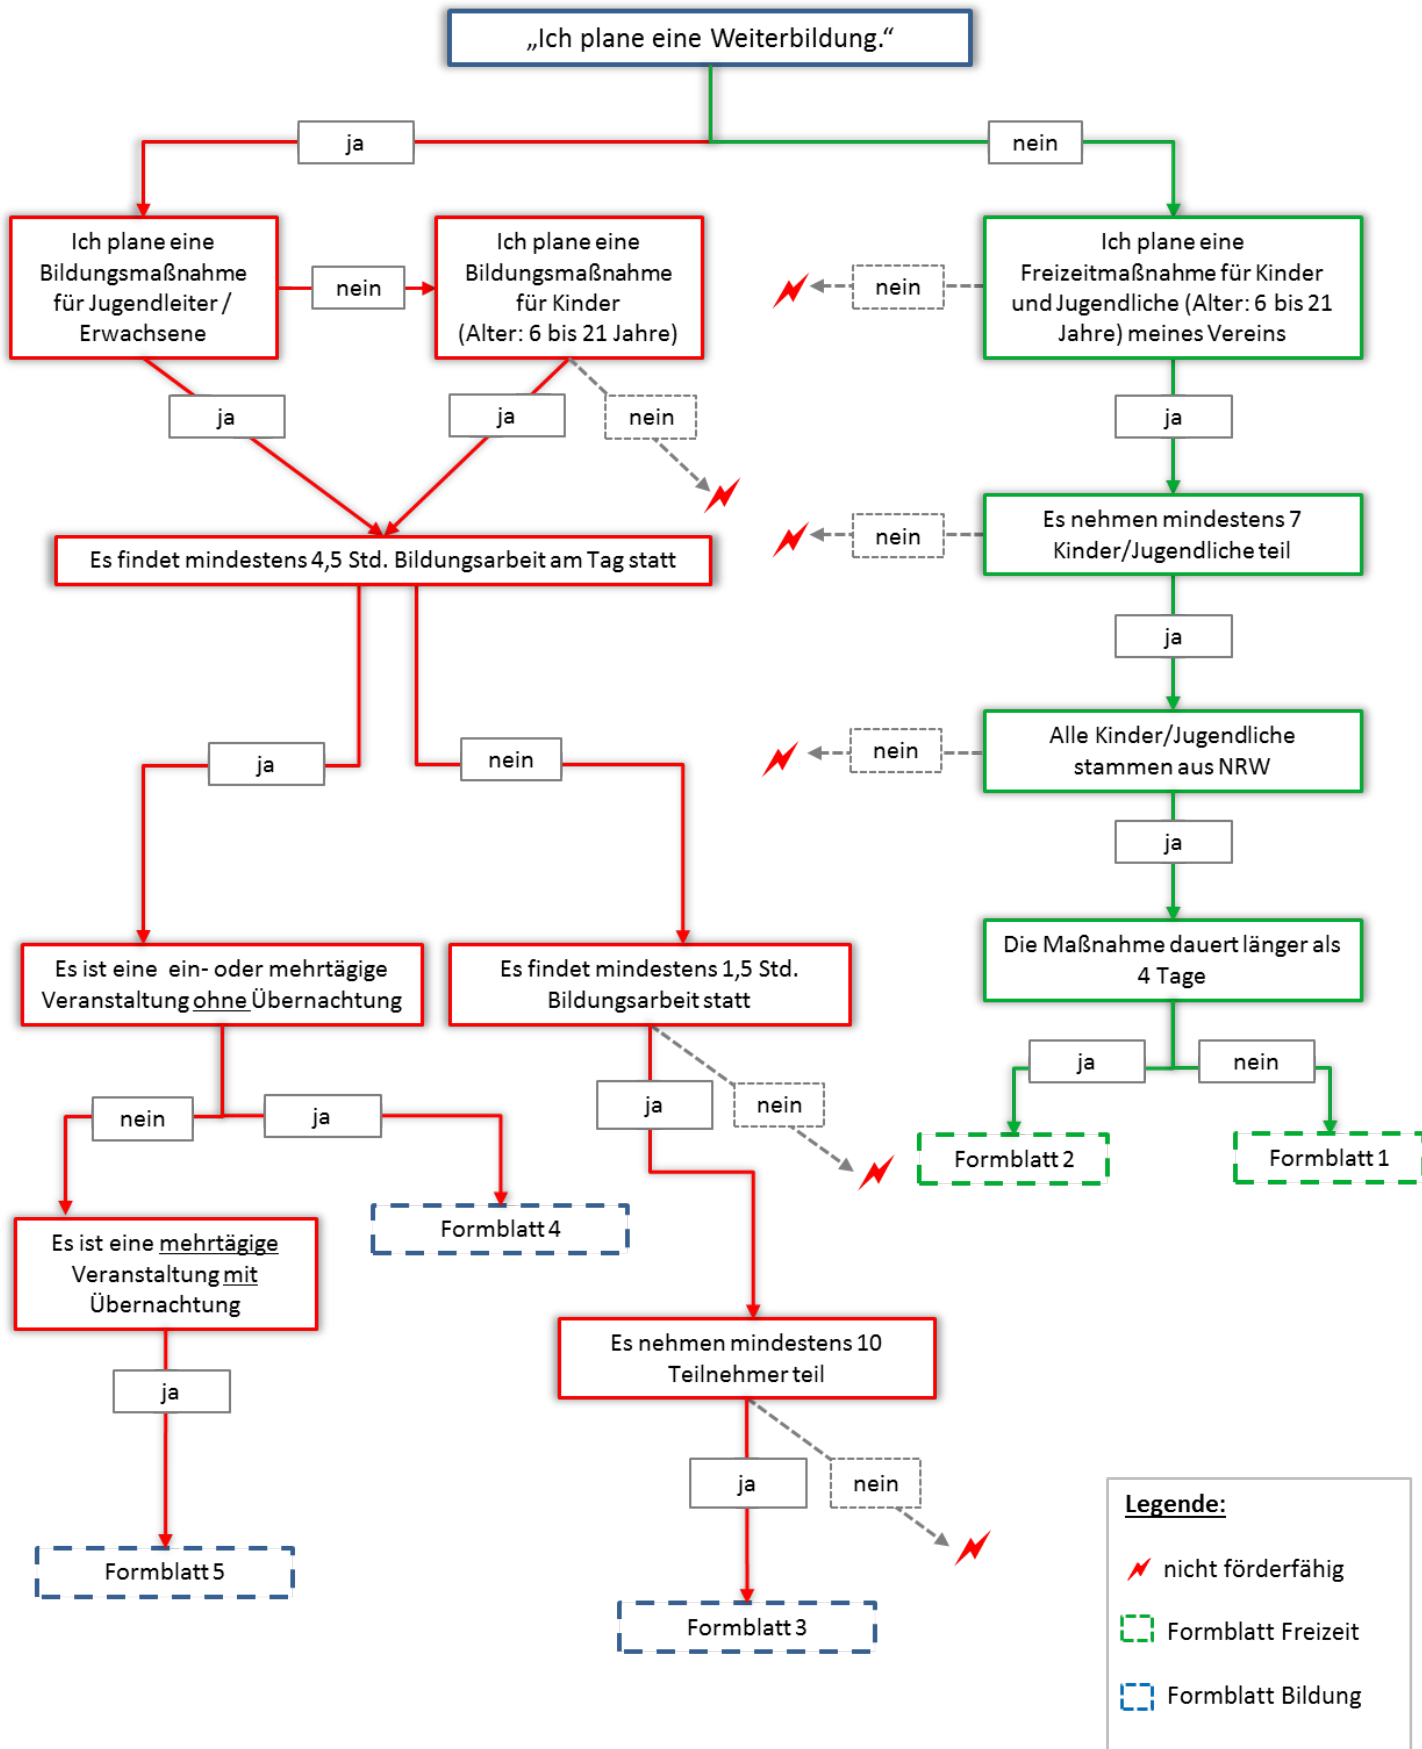 „Ich plane eine Weiterbildung.“
ja
nein
Ich plane eine
Bildungsmaßnahme
für Jugendleiter /
Erwachsene
nein
Ich plane eine
Bildungsmaßnahme
für Kinder
(Alter: 6 bis 21 Jahre)
nein
Ich plane eine
Freizeitmaßnahme für Kinder
und Jugendliche (Alter: 6 bis 21
Jahre) meines Vereins
ja
ja
nein
ja
Es findet mindestens 4,5 Std. Bildungsarbeit am Tag statt
nein
Es nehmen mindestens 7
Kinder/Jugendliche teil
ja
ja
nein
nein
Alle Kinder/Jugendliche
stammen aus NRW
ja
Es ist eine ein- oder mehrtägige
Veranstaltung ohne Übernachtung
Es findet mindestens 1,5 Std.
Bildungsarbeit statt
Die Maßnahme dauert länger als
4 Tage
nein
ja
ja
nein
ja
nein
Formblatt 2
Formblatt 1
Formblatt 4
Es ist eine mehrtägige
Veranstaltung mit
Übernachtung
Es nehmen mindestens 10
Teilnehmer teil
ja
ja
nein
Formblatt 5
Formblatt 3
Legende:
nicht förderfähig
Formblatt Freizeit
Formblatt Bildung